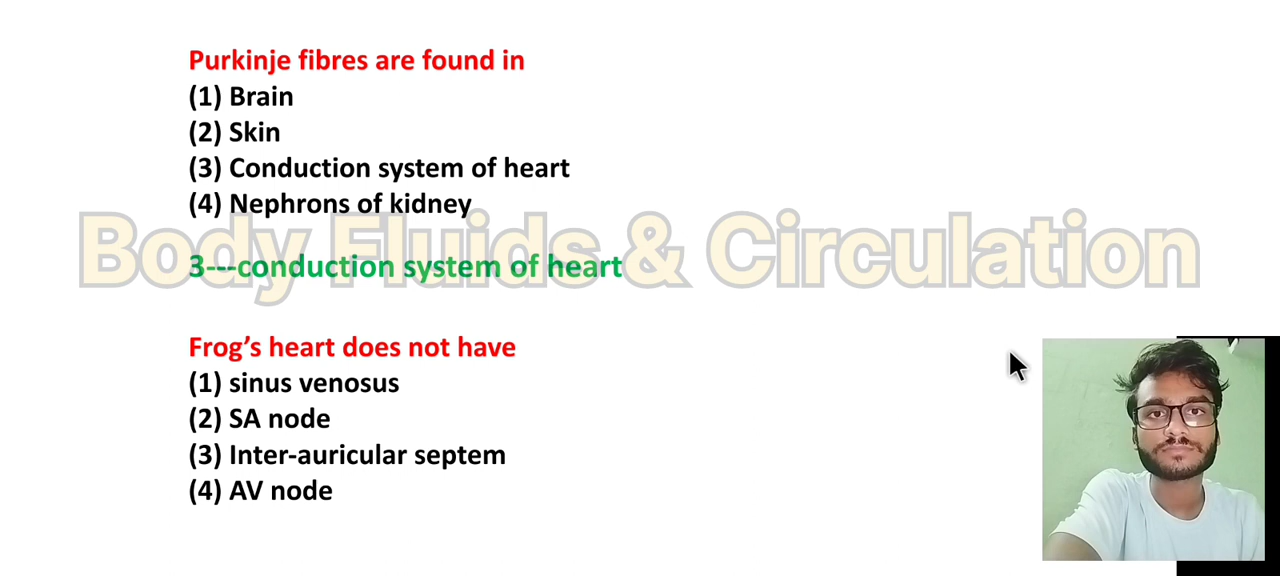 Purkinje fibres are found in
(1) Brain
(2) Skin
(3) Conduction system of heart
(4) Nephrons of kidney
Body Fluids & Circulation
3---conduction system of heart
Frog’s heart does not have
(1) sinus venosus
(2) SA node
(3) Inter-auricular septem
(4) AV node